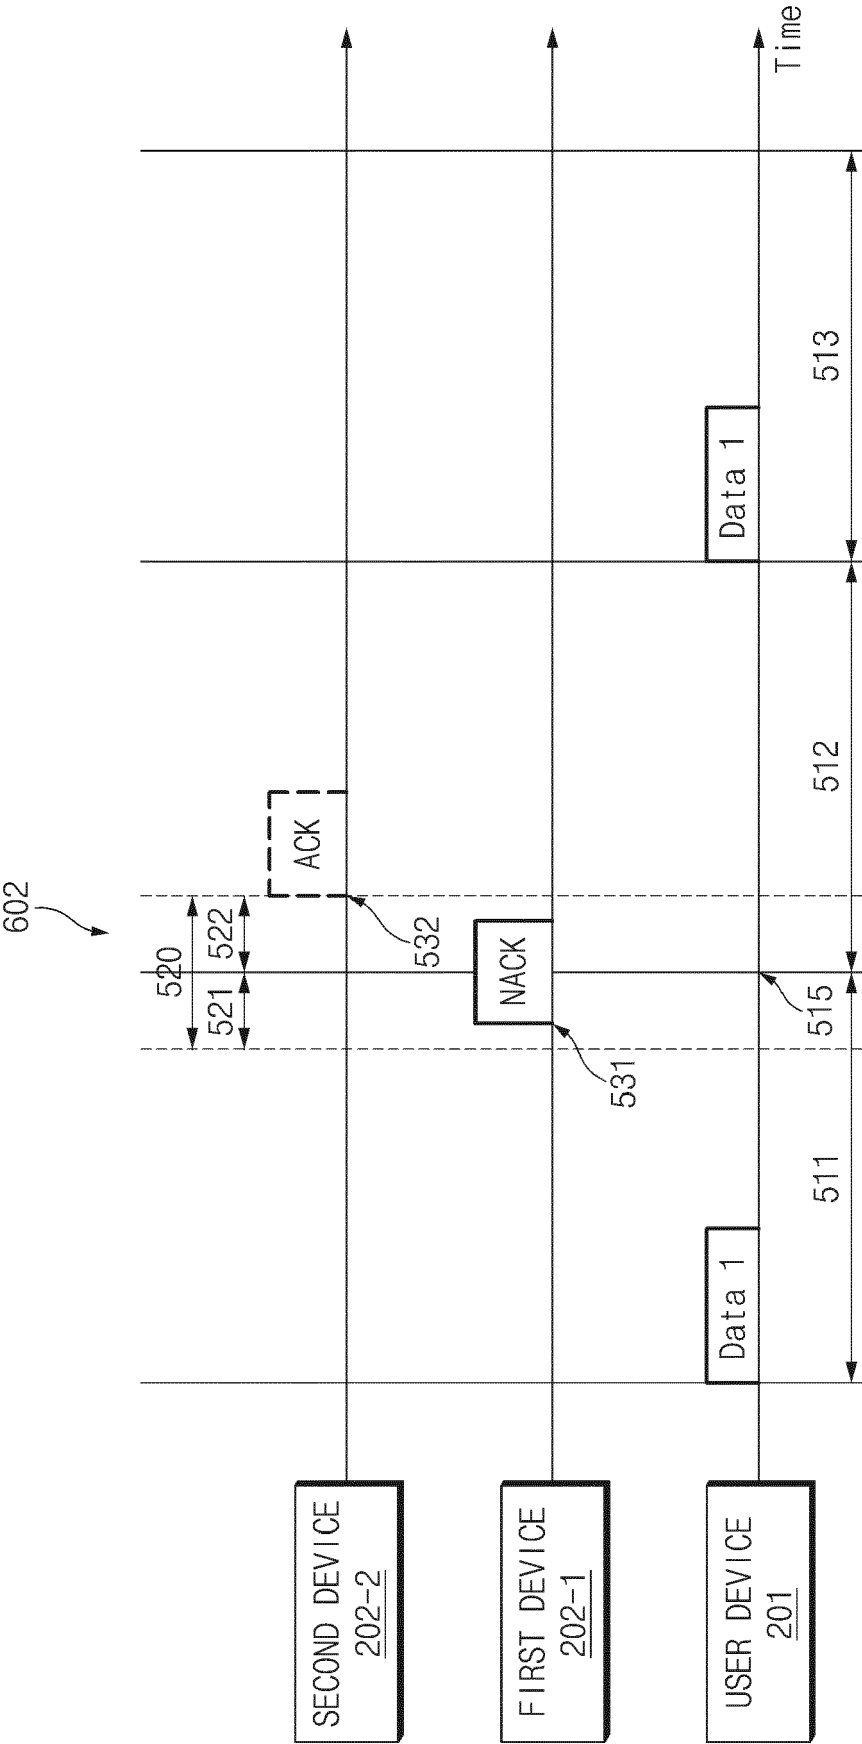 602
520
521
522
SECOND DEVICE
202-2
ACK
532
FIRST DEVICE
202-1
NACK
531
USER DEVICE
201
Data 1
Data 1
Time
515
511
512
513